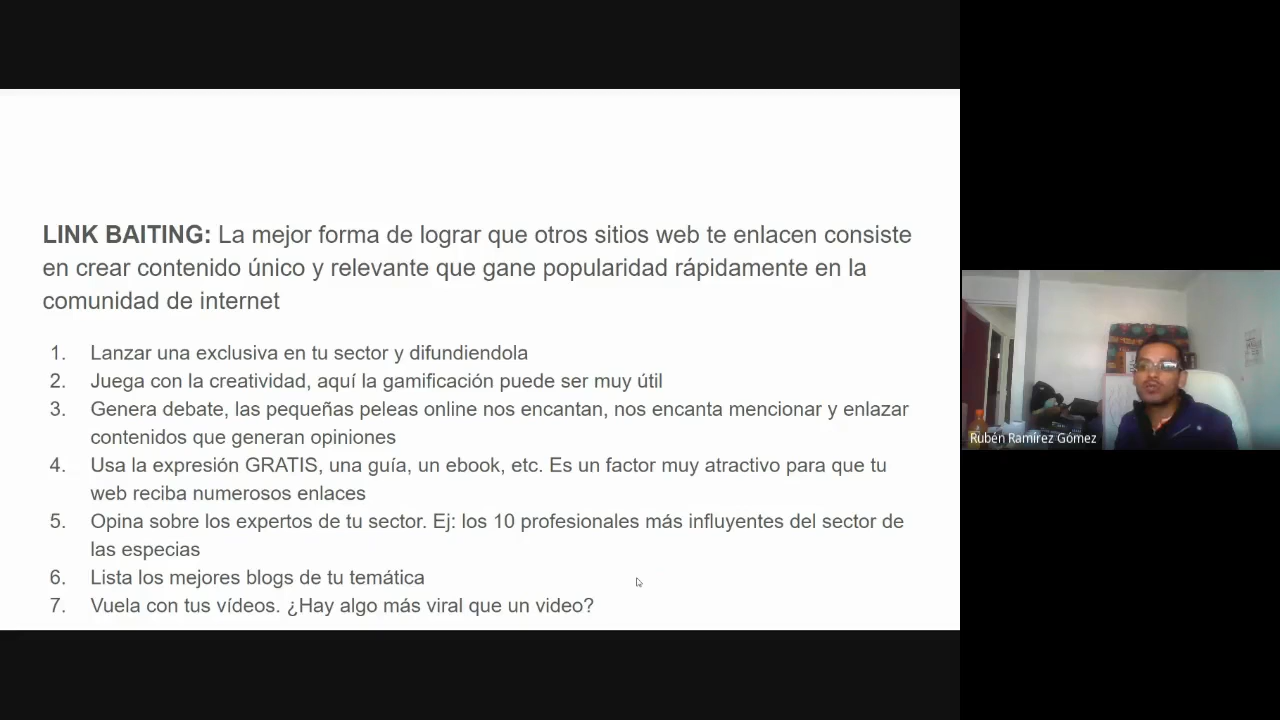 LINK BAITING: La mejor forma de lograr que otros sitios web te enlacen consiste
en crear contenido único y relevante que gane popularidad rápidamente en la
comunidad de internet
1. Lanzar una exclusiva en tu sector y difundiendola
2. Juega con la creatividad, aquí la gamificación puede ser muy útil
3. Genera debate, las pequeñas peleas online nos encantan, nos encanta mencionar y enlazar
contenidos que generan opiniones
4. Usa la expresión GRATIS, una guía, un ebook, etc. Es un factor muy atractivo para que tu
web reciba numerosos enlaces
5. Opina sobre los expertos de tu sector. Ej: los 10 profesionales más influyentes del sector de
las especias
6. Lista los mejores blogs de tu temática
7. Vuela con tus vídeos. ¿Hay algo más viral que un video?
Rubén Ramírez Gómez